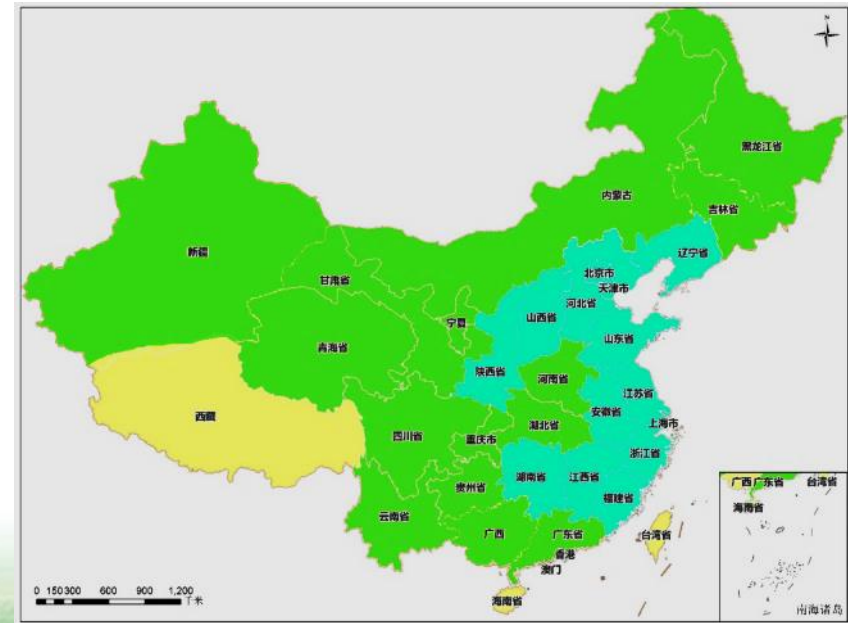 N
黑龙江省
内蒙古
吉林省
新疆
辽宁省
北京市
甘肃省
天津市
河北省
山西省
宁夏
青海省
山东省
陕西省
河南省
江苏省
安徽省
西藏
上海市
湖北省
四川省
重庆市
浙江省
湖南省
江西省
贵州省
福建省
广西 广东省 台湾省
云南省
海南省
广西
广东省
台湾省
香港
澳门
0 150 300 600 900 1,200
千米
海南省
南海诸岛